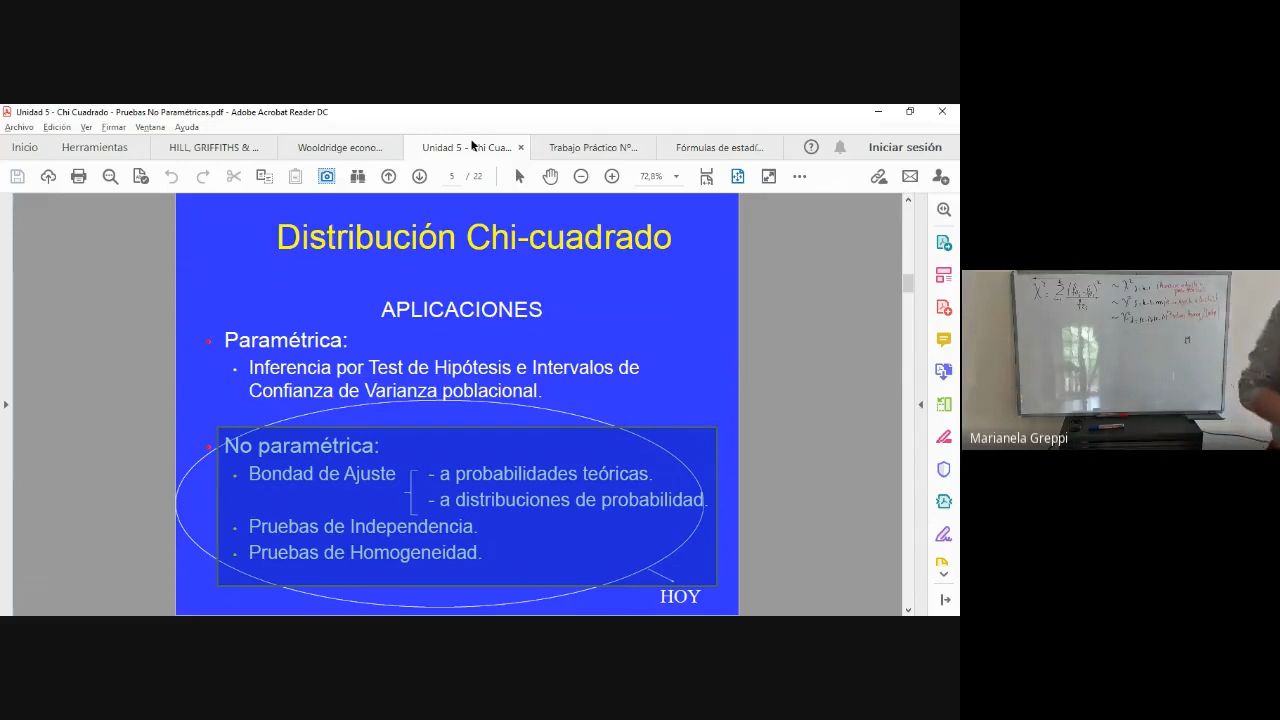 Unidad 5 - Chi Cuadrado - Pruebas No Paramétricas.pdf - Adobe Acrobat Reader DC
Archivo Edición Ver Firmar Ventana Ayuda
Inicio Herramientas HILL, GRIFFITHS & ... Wooldridge econo... Unidad 5 - Chi Cua... × Trabajo Práctico Nº... Fórmulas de estadí... Iniciar sesión
5 / 22 72,8%
Distribución Chi-cuadrado
APLICACIONES
Paramétrica:
Inferencia por Test de Hipótesis e Intervalos de
Confianza de Varianza poblacional.
No paramétrica:
Bondad de Ajuste - a probabilidades teóricas.
- a distribuciones de probabilidad.
Pruebas de Independencia.
Pruebas de Homogeneidad.
HOY
Marianela Greppi